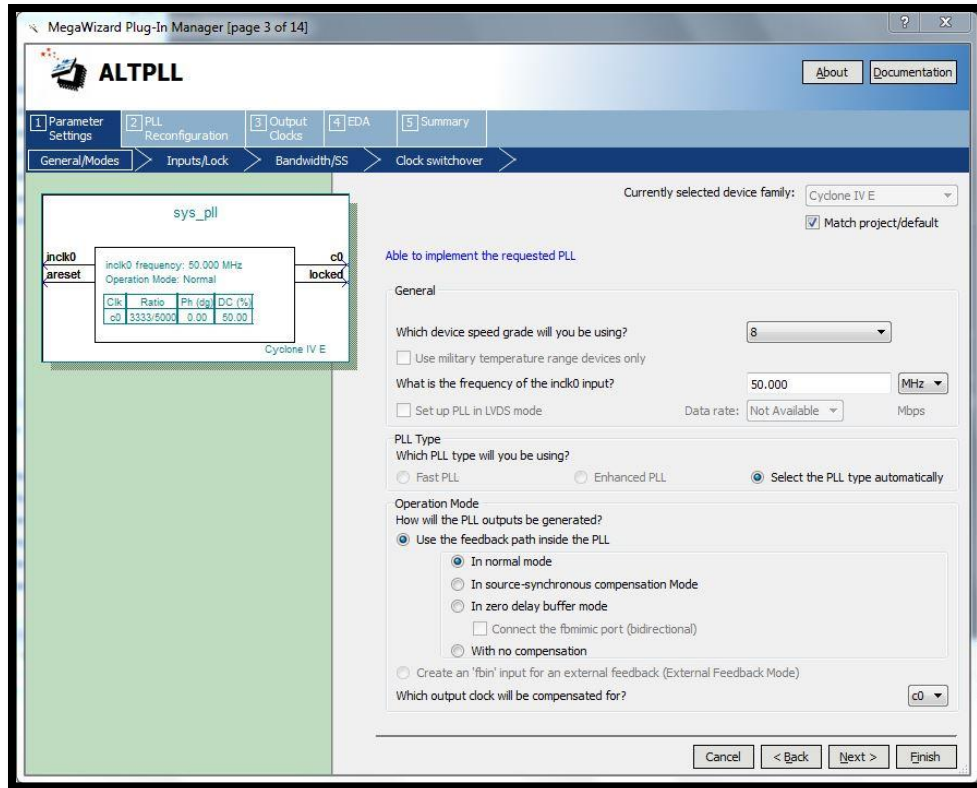 MegaWizard Plug-In Manager [page 3 of 14]
ALTPLL
About
Documentation
1 Parameter Settings
2 PLL Reconfiguration
3 Output Clocks
4 EDA
5 Summary
General/Modes
Inputs/Lock
Bandwidth/SS
Clock switchover
sys_pll
inclk0
areset
inclk0 frequency: 50.000 MHz
Operation Mode: Normal
Clk Ratio Ph (dg) DC (%)
c0 3333/5000 0.00 50.00
c0
locked
Cyclone IV E
Currently selected device family: Cyclone IV E
Match project/default
Able to implement the requested PLL
General
Which device speed grade will you be using? 8
Use military temperature range devices only
What is the frequency of the inclk0 input? 50.000 MHz
Set up PLL in LVDS mode Data rate: Not Available Mbps
PLL Type
Which PLL type will you be using?
Fast PLL Enhanced PLL Select the PLL type automatically
Operation Mode
How will the PLL outputs be generated?
Use the feedback path inside the PLL
In normal mode
In source-synchronous compensation Mode
In zero delay buffer mode
Connect the fbmimic port (bidirectional)
With no compensation
Create an 'fbin' input for an external feedback (External Feedback Mode)
Which output clock will be compensated for? c0
Cancel < Back Next > Finish